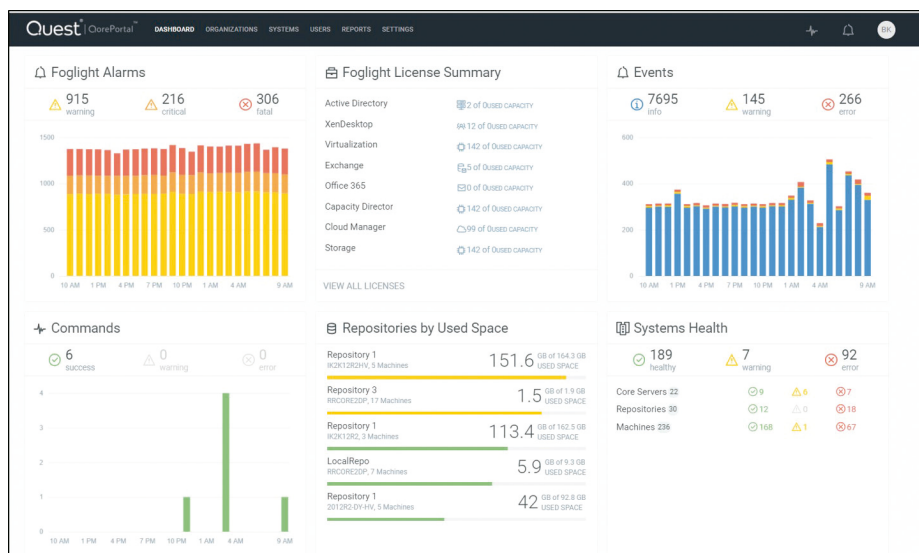 Quest | QorePortal DASHBOARD ORGANIZATIONS SYSTEMS USERS REPORTS SETTINGS BK
Foglight Alarms
915 warning 216 critical 306 fatal
1500
1000
500
0
10 AM 1 PM 4 PM 7 PM 10 PM 1 AM 4 AM 9 AM
Foglight License Summary
Active Directory 2 of 0 USED CAPACITY
XenDesktop 12 of 0 USED CAPACITY
Virtualization 142 of 0 USED CAPACITY
Exchange 5 of 0 USED CAPACITY
Office 365 0 of 0 USED CAPACITY
Capacity Director 142 of 0 USED CAPACITY
Cloud Manager 99 of 0 USED CAPACITY
Storage 142 of 0 USED CAPACITY
VIEW ALL LICENSES
Events
7695 info 145 warning 266 error
600
400
200
0
10 AM 1 PM 4 PM 7 PM 10 PM 1 AM 4 AM 9 AM
Commands
6 success 0 warning 0 error
4
3
2
1
0
10 AM 1 PM 4 PM 7 PM 10 PM 1 AM 4 AM 9 AM
Repositories by Used Space
Repository 1 151.6 GB of 164.3 GB
IK2K12R2HV, 5 Machines USED SPACE
Repository 3 1.5 GB of 1.9 GB
RRCORE2DP, 17 Machines USED SPACE
Repository 1 113.4 GB of 162.5 GB
IK2K12R2, 3 Machines USED SPACE
LocalRepo 5.9 GB of 9.3 GB
RRCORE2DP, 7 Machines USED SPACE
Repository 1 42 GB of 92.8 GB
2012R2-DY-HV, 5 Machines USED SPACE
Systems Health
189 healthy 7 warning 92 error
Core Servers 22 9 6 7
Repositories 30 12 0 18
Machines 236 168 1 67